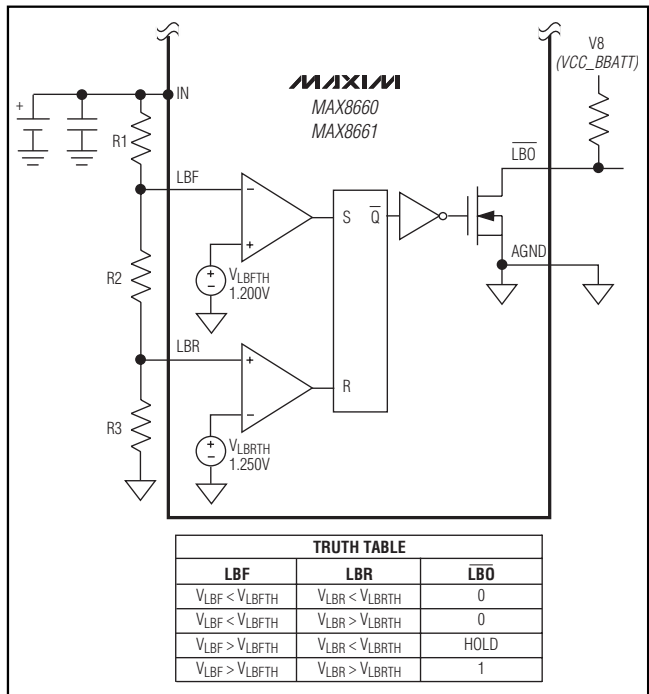 V8
(VCC_BBATT)
MAXIM
MAX8660
MAX8661
IN
+
R1
LBF
LBO
−
S Q
+
AGND
VLBFTH
1.200V
R2
LBR
+
R
−
R3
VLBRTH
1.250V
TRUTH TABLE
LBF LBR LBO
VLBF < VLBFTH VLBR < VLBRTH 0
VLBF < VLBFTH VLBR > VLBRTH 0
VLBF > VLBFTH VLBR < VLBRTH HOLD
VLBF > VLBFTH VLBR > VLBRTH 1